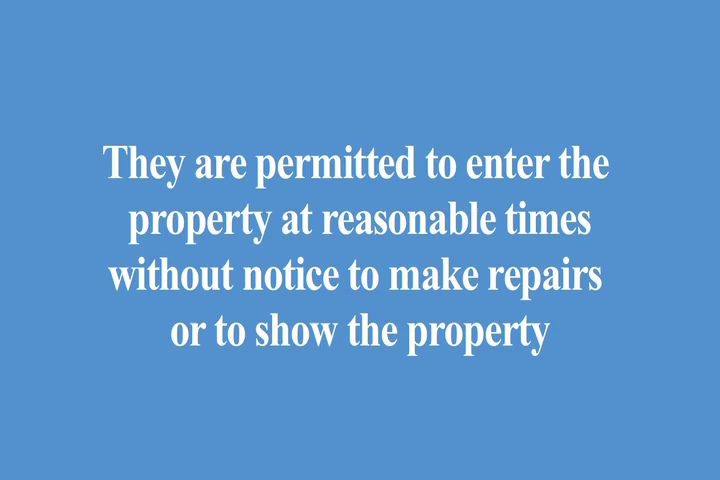 They are permitted to enter the
property at reasonable times
without notice to make repairs
or to show the property